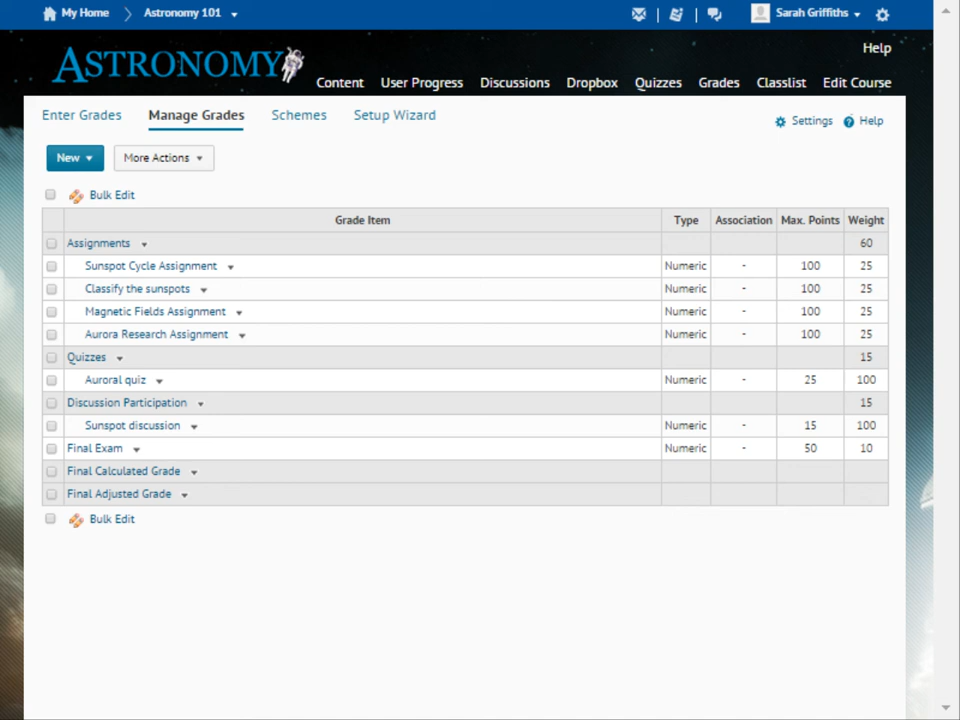 My Home Astronomy 101 Sarah Griffiths
Help
ASTRONOMY
Content User Progress Discussions Dropbox Quizzes Grades Classlist Edit Course
Enter Grades Manage Grades Schemes Setup Wizard Settings Help
New More Actions
Bulk Edit
Grade Item Type Association Max. Points Weight
Assignments 60
Sunspot Cycle Assignment Numeric - 100 25
Classify the sunspots Numeric - 100 25
Magnetic Fields Assignment Numeric - 100 25
Aurora Research Assignment Numeric - 100 25
Quizzes 15
Auroral quiz Numeric - 25 100
Discussion Participation 15
Sunspot discussion Numeric - 15 100
Final Exam Numeric - 50 10
Final Calculated Grade
Final Adjusted Grade
Bulk Edit